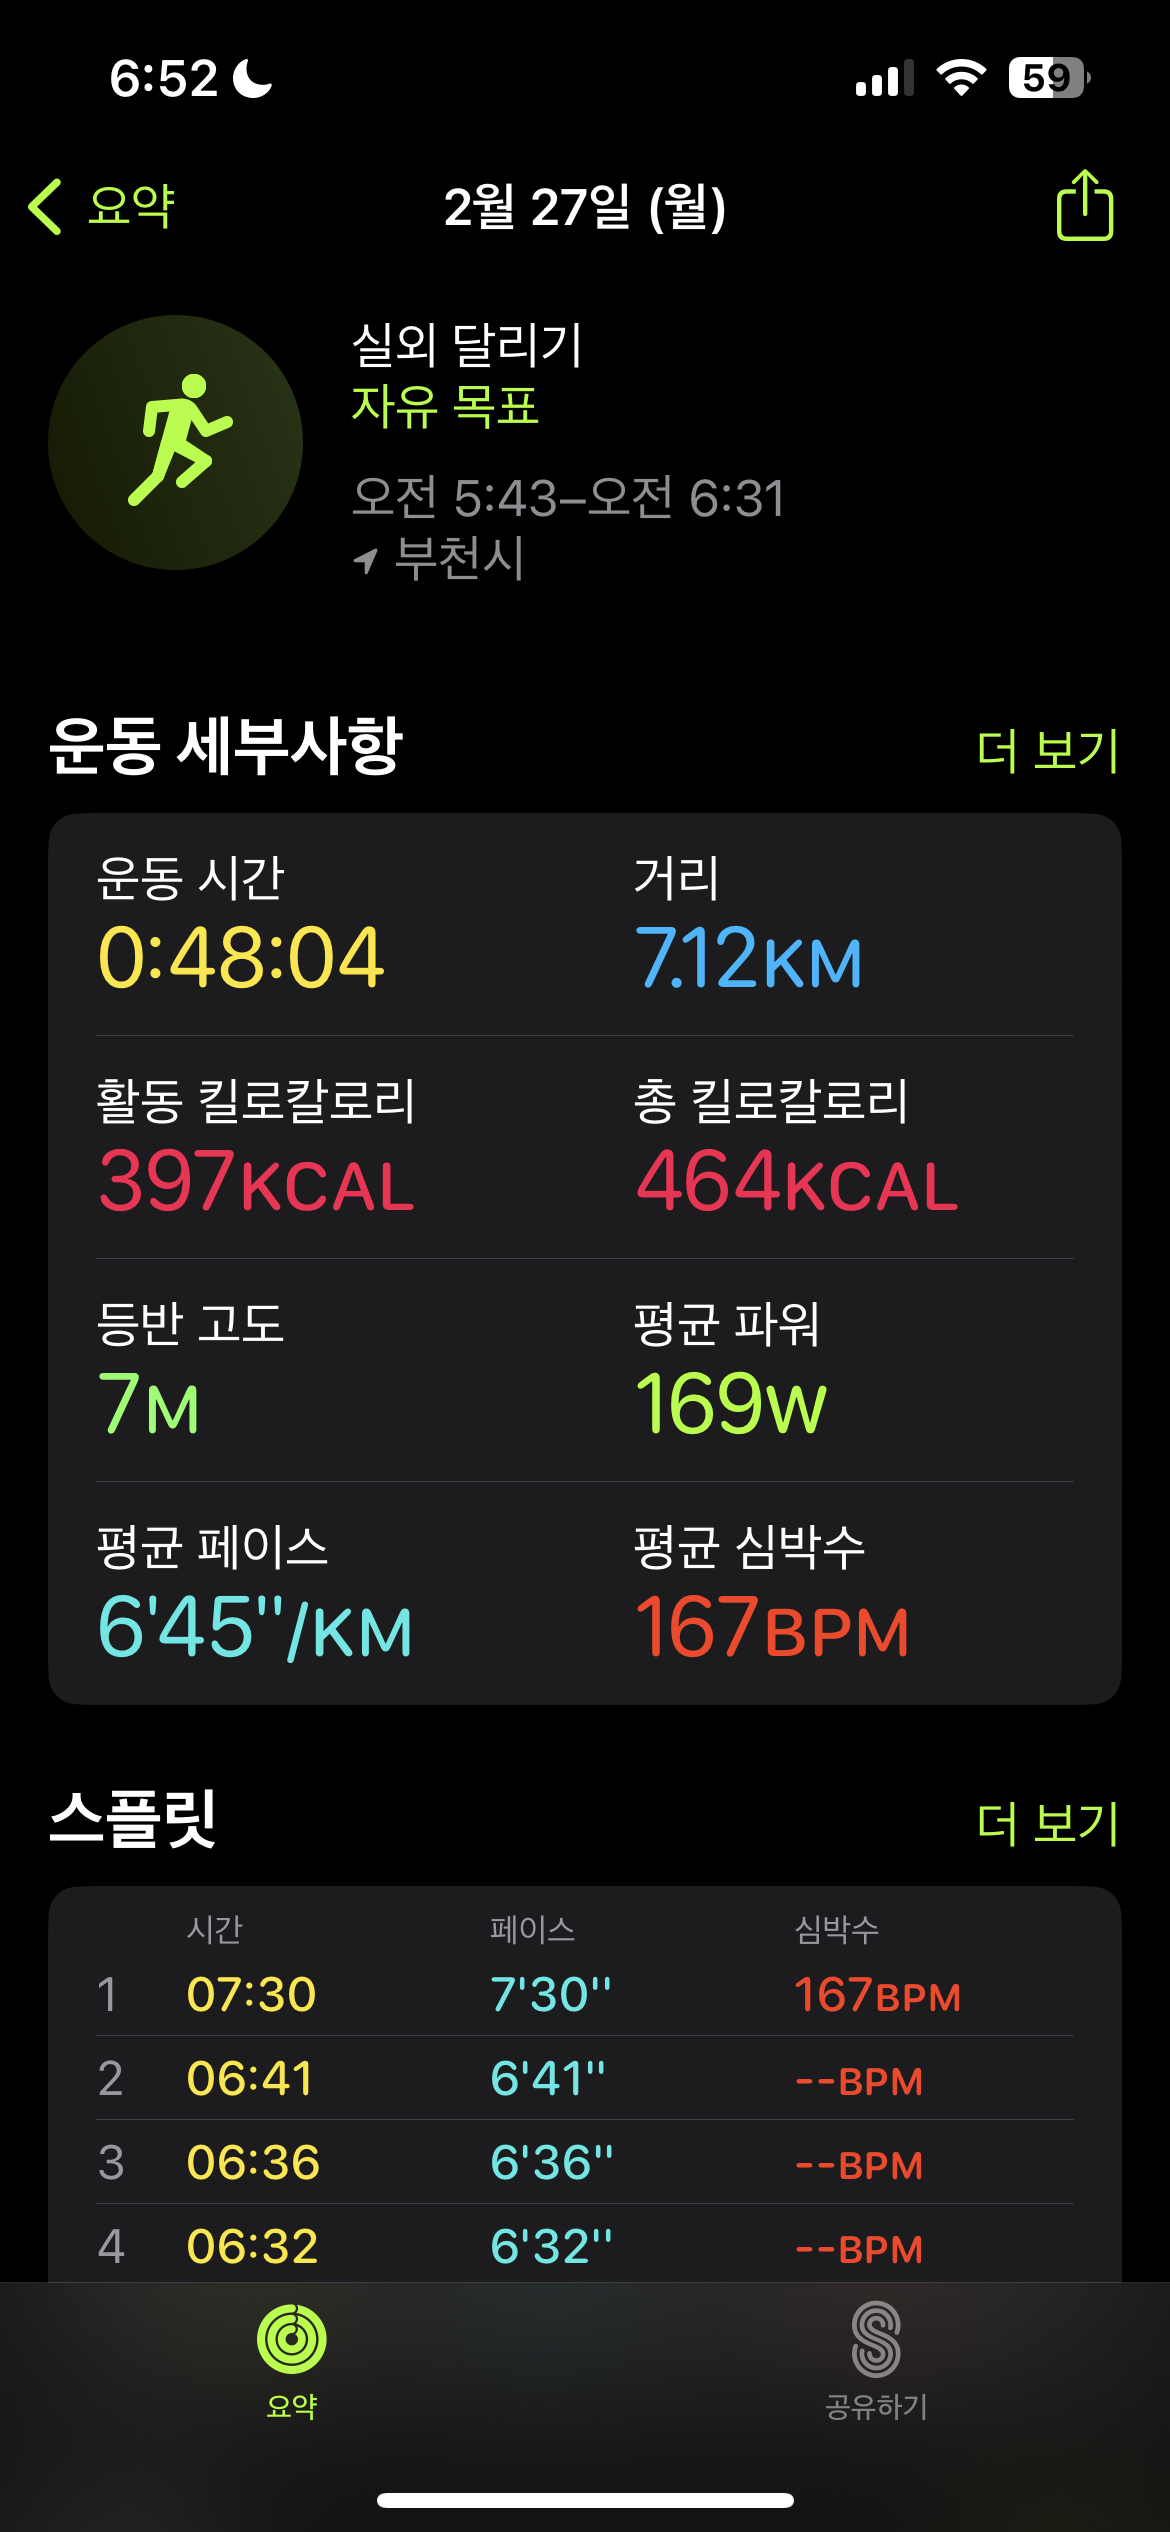 6:52
59
요약
2월 27일 (월)
실외 달리기
자유 목표
오전 5:43–오전 6:31
부천시
운동 세부사항
더 보기
운동 시간
거리
0:48:04
7.12KM
활동 킬로칼로리
총 킬로칼로리
397KCAL
464KCAL
등반 고도
평균 파워
7M
169W
평균 페이스
평균 심박수
6'45''/KM
167BPM
스플릿
더 보기
시간 페이스 심박수
1 07:30 7'30'' 167BPM
2 06:41 6'41'' --BPM
3 06:36 6'36'' --BPM
4 06:32 6'32'' --BPM
요약
공유하기